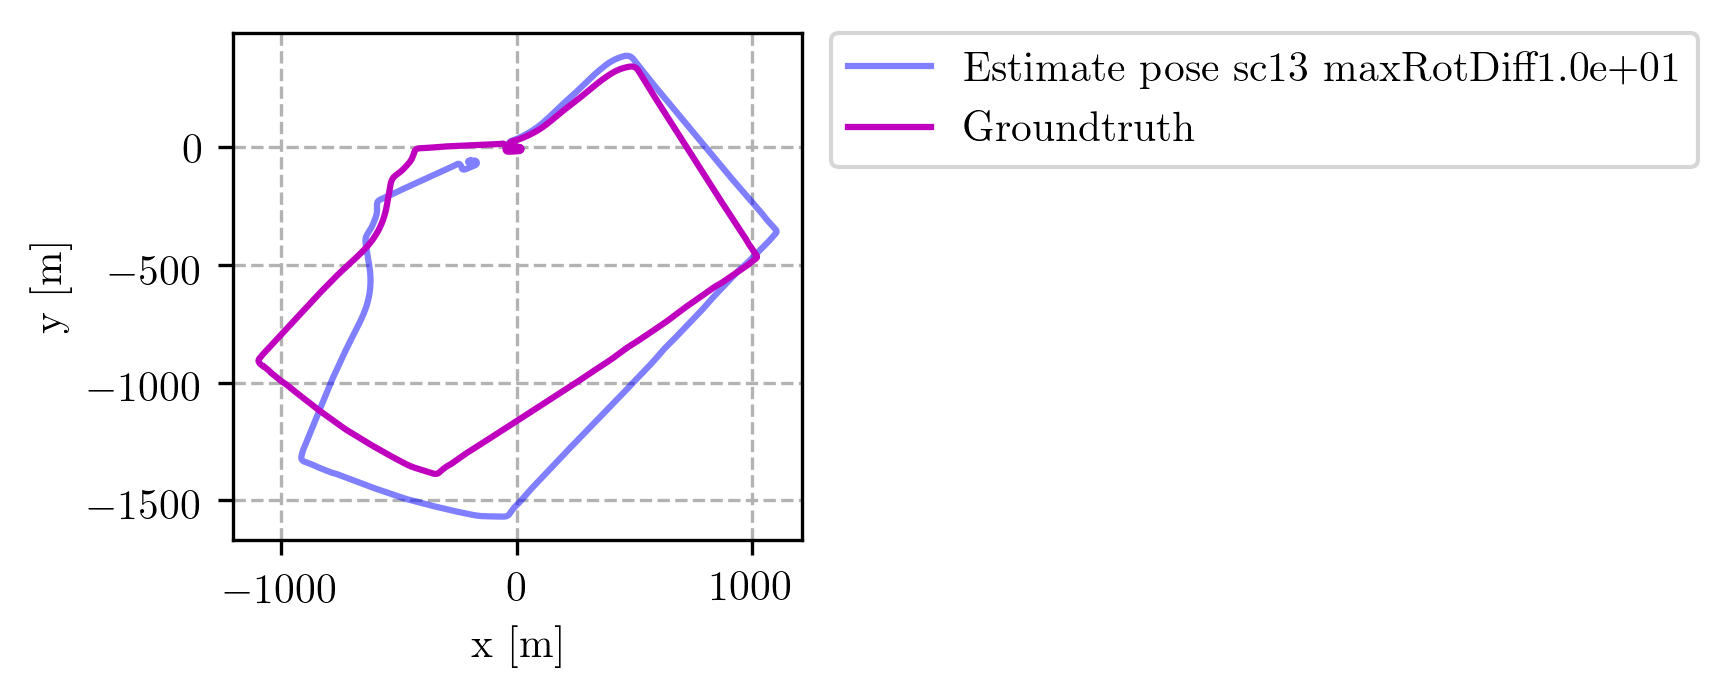 Estimate pose sc13 maxRotDiff1.0e+01
Groundtruth
0
−500
−1000
−1500
y [m]
−1000
0
1000
x [m]